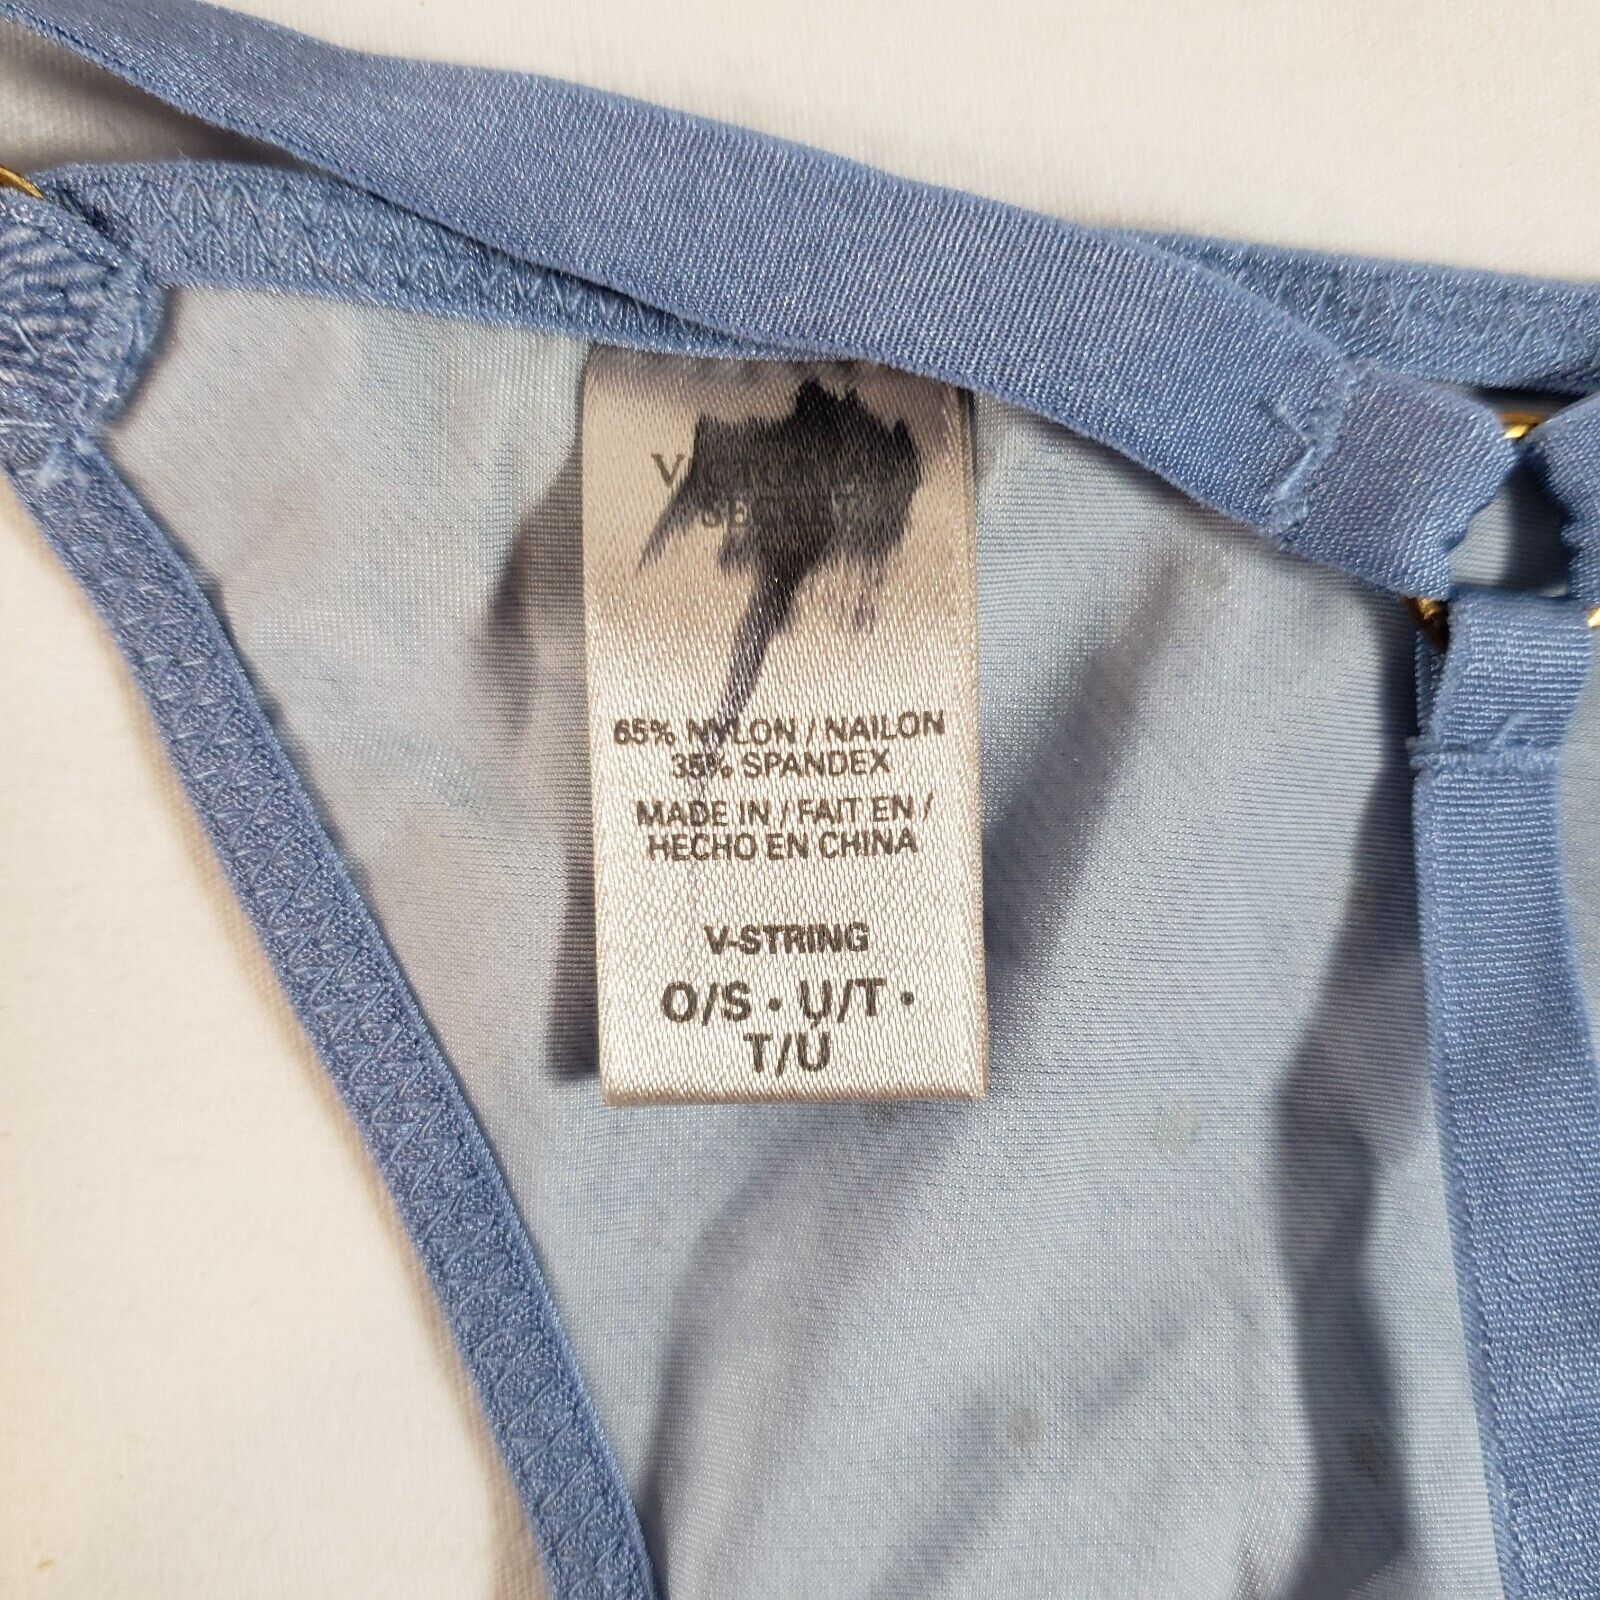 65% NYLON / NAILON
35% SPANDEX
MADE IN / FAIT EN /
HECHO EN CHINA
V-STRING
O/S • U/T •
T/U